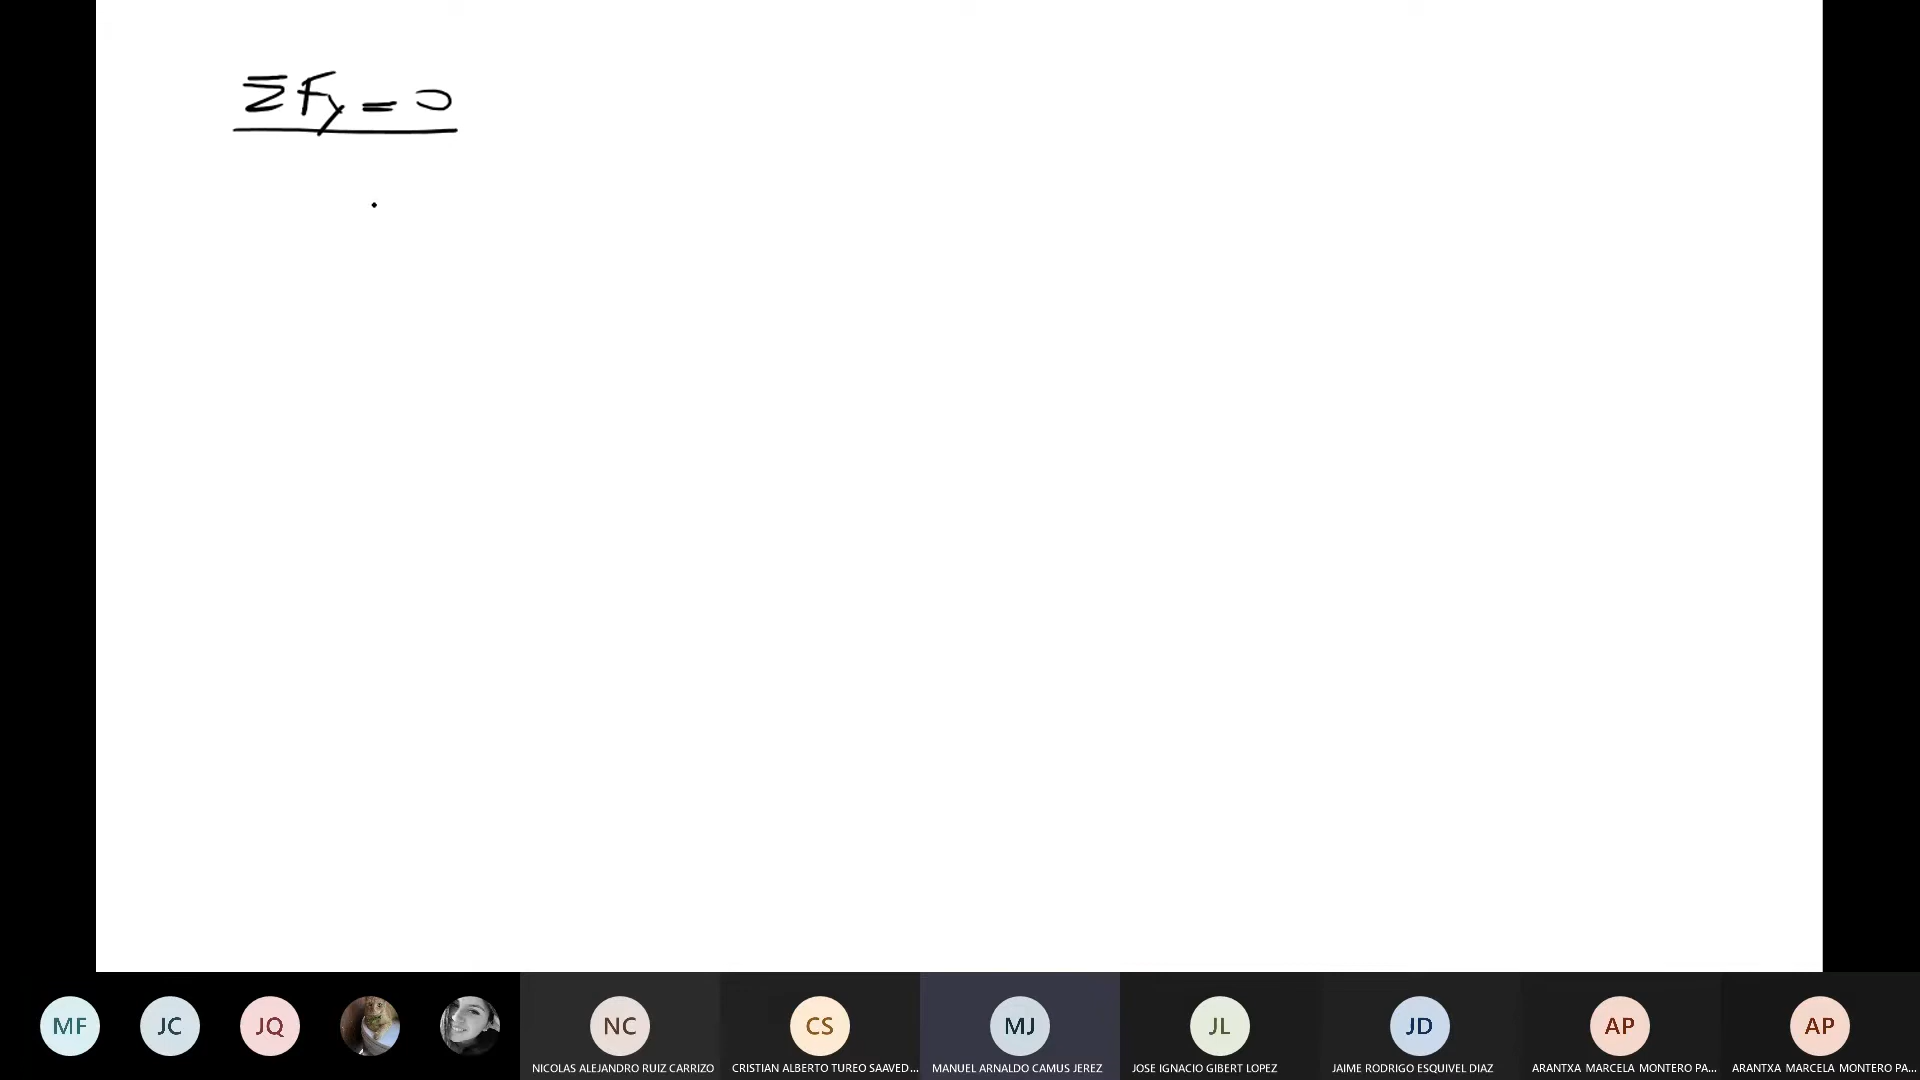 ΣFy = 0
MF
JC
JQ
NC
CS
MJ
JL
JD
AP
AP
NICOLAS ALEJANDRO RUIZ CARRIZO
CRISTIAN ALBERTO TUREO SAAVED...
MANUEL ARNALDO CAMUS JEREZ
JOSE IGNACIO GIBERT LOPEZ
JAIME RODRIGO ESQUIVEL DIAZ
ARANTXA MARCELA MONTERO PA...
ARANTXA MARCELA MONTERO PA...